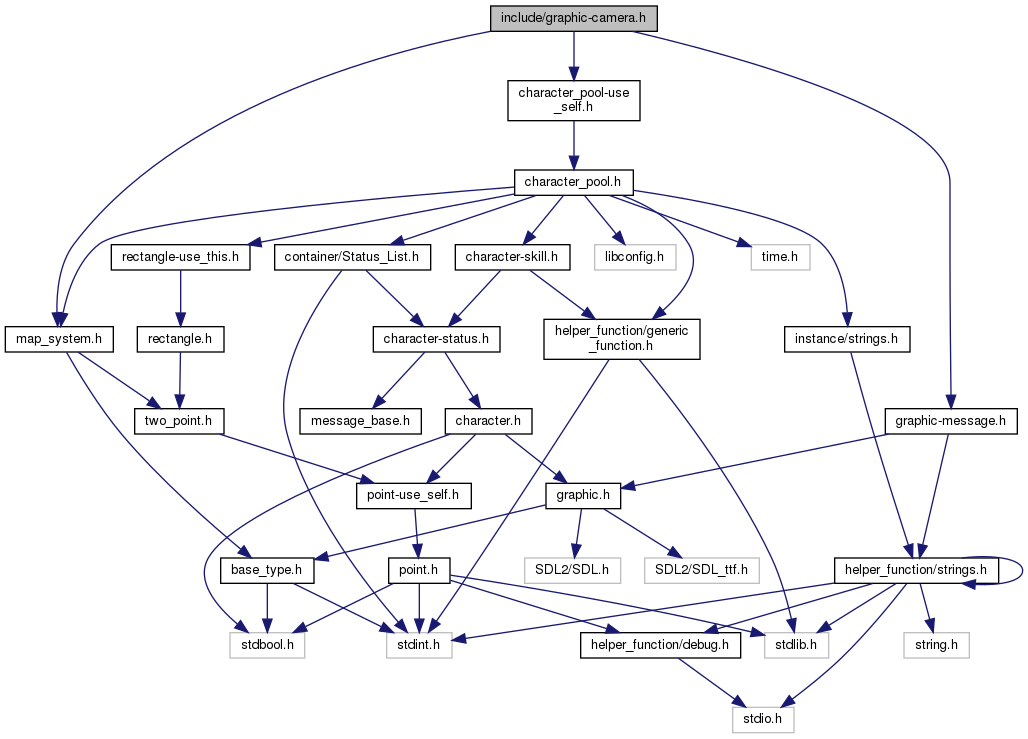 include/graphic-camera.h
character_pool-use
_self.h
character_pool.h
rectangle-use_this.h
container/Status_List.h
character-skill.h
libconfig.h
time.h
map_system.h
rectangle.h
character-status.h
helper_function/generic
_function.h
instance/strings.h
two_point.h
message_base.h
character.h
graphic-message.h
point-use_self.h
graphic.h
base_type.h
point.h
SDL2/SDL.h
SDL2/SDL_ttf.h
helper_function/strings.h
stdbool.h
stdint.h
helper_function/debug.h
stdlib.h
string.h
stdio.h